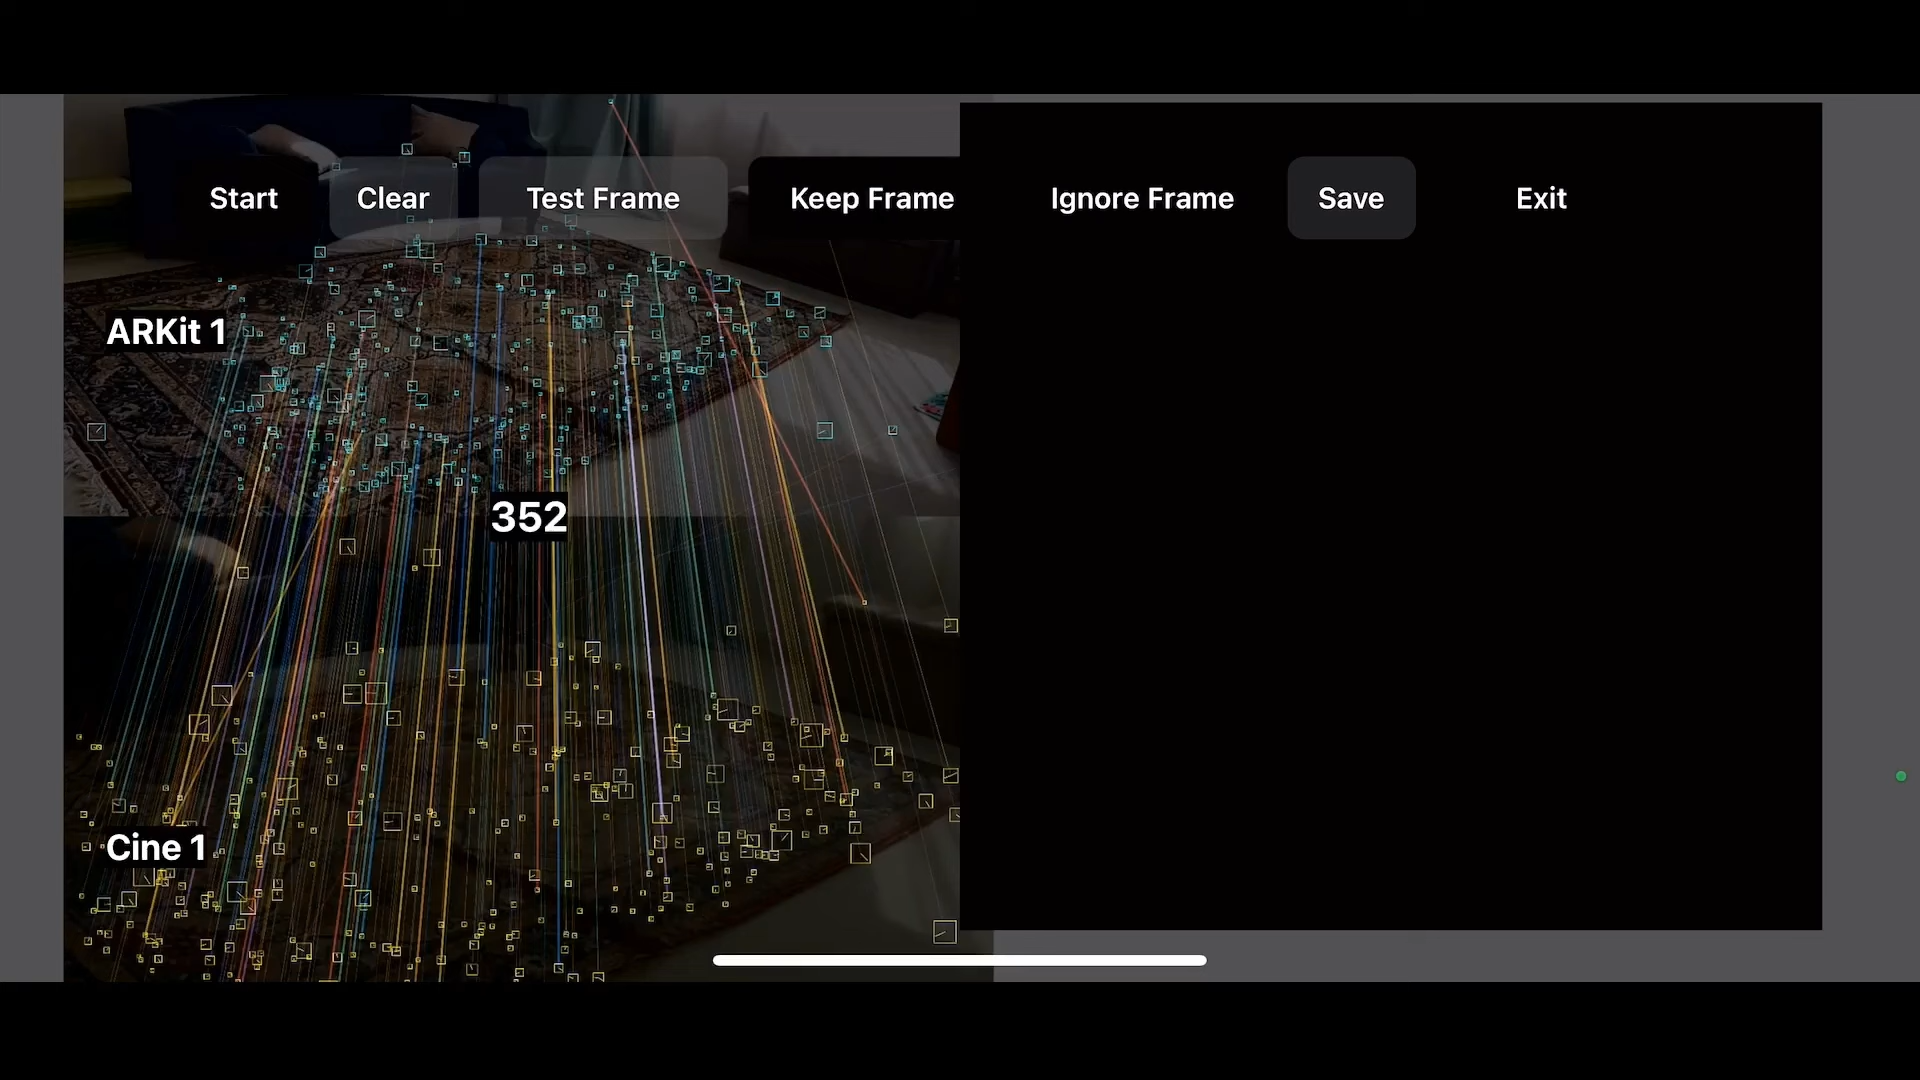 Start Clear Test Frame Keep Frame Ignore Frame Save Exit
ARKit 1
352
Cine 1